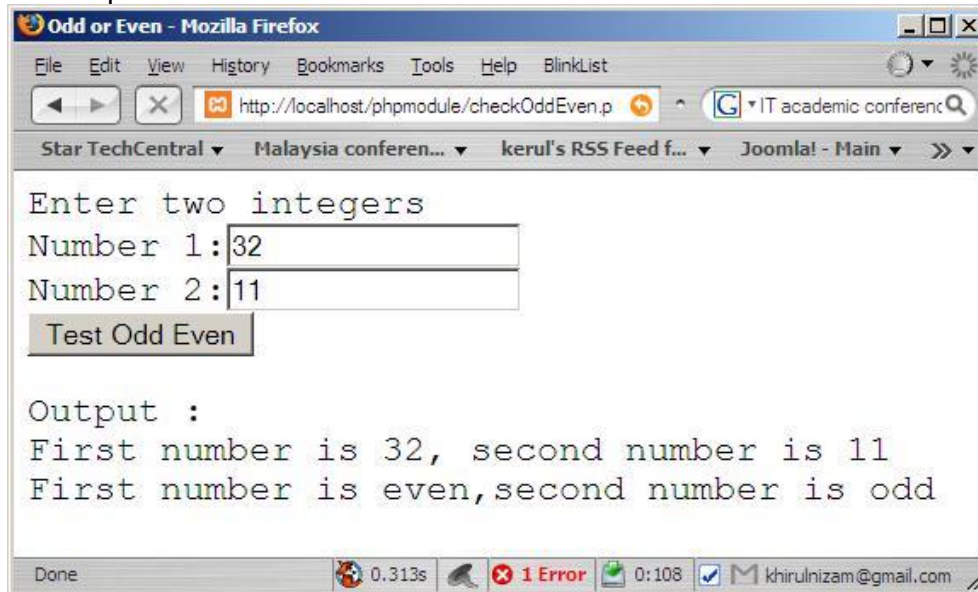 Odd or Even - Mozilla Firefox
File Edit View History Bookmarks Tools Help BlinkList
http://localhost/phpmodule/checkOddEven.p G IT academic conferenc
Star TechCentral Malaysia conferen... kerul's RSS Feed f... Joomla! - Main
Enter two integers
Number 1: 32
Number 2: 11
Test Odd Even
Output :
First number is 32, second number is 11
First number is even,second number is odd
Done 0.313s 1 Error 0:108 khirulnizam@gmail.com